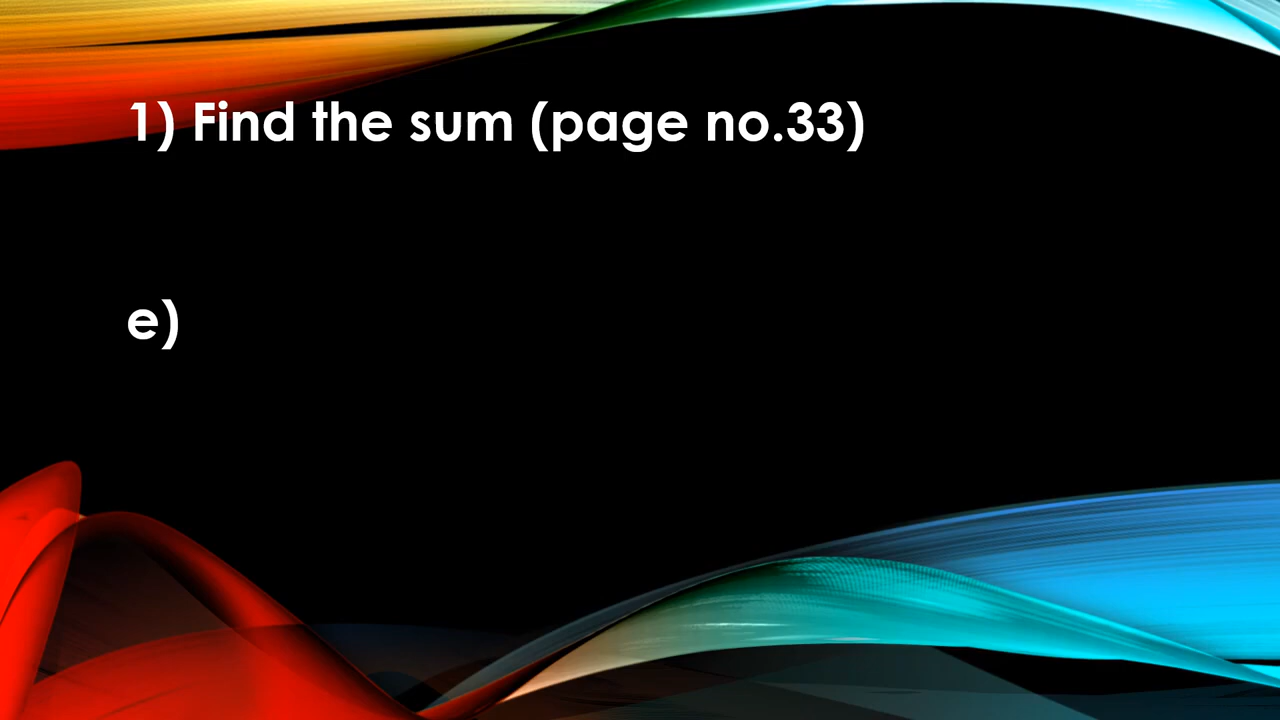 1) Find the sum (page no.33)
e)